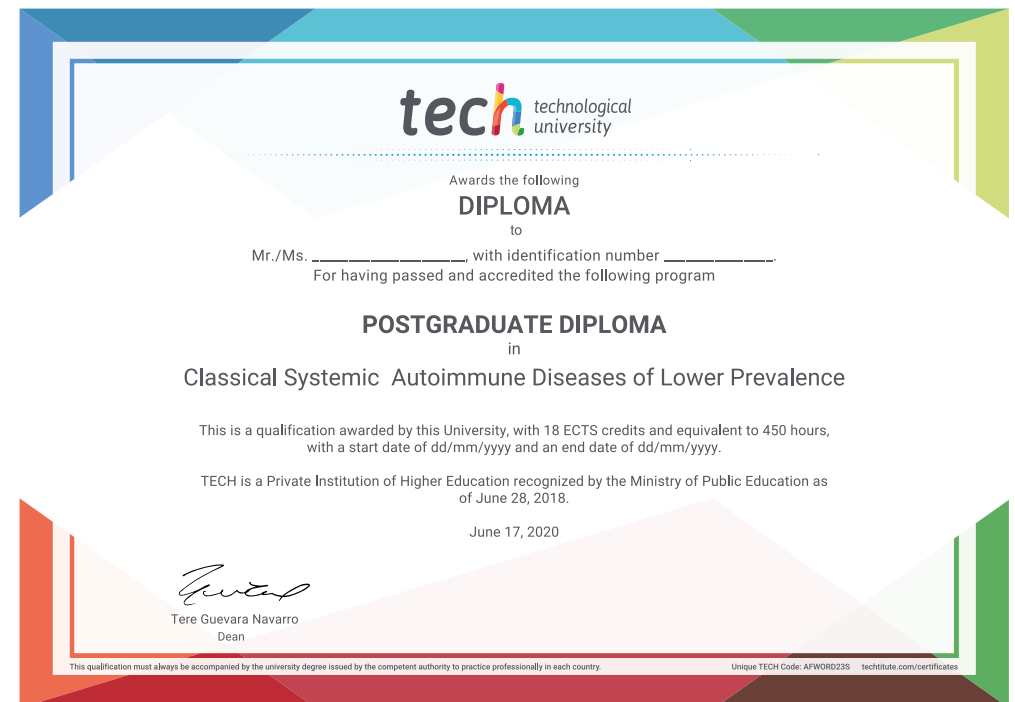 tech technological
university
Awards the following
DIPLOMA
to
Mr./Ms. ____________________, with identification number ______________.
For having passed and accredited the following program
POSTGRADUATE DIPLOMA
in
Classical Systemic  Autoimmune Diseases of Lower Prevalence
This is a qualification awarded by this University, with 18 ECTS credits and equivalent to 450 hours,
with a start date of dd/mm/yyyy and an end date of dd/mm/yyyy.
TECH is a Private Institution of Higher Education recognized by the Ministry of Public Education as
of June 28, 2018.
June 17, 2020
Tere Guevara Navarro
Dean
This qualification must always be accompanied by the university degree issued by the competent authority to practice professionally in each country.
Unique TECH Code: AFWORD23S techtitute.com/certificates